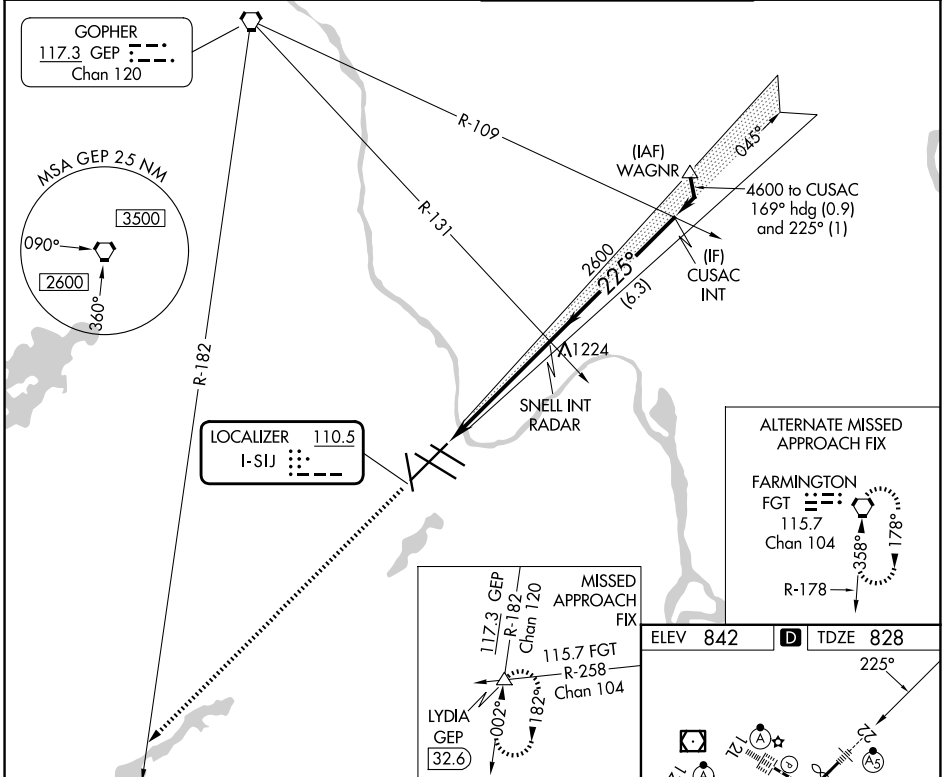 GOPHER
117.3 GEP
Chan 120
MSA GEP 25 NM
3500
090°
2600
360°
R-109
R-131
R-182
(IAF)
WAGNR
045°
4600 to CUSAC
169° hdg (0.9)
and 225° (1)
(IF)
CUSAC
INT
2600
225°
(6.3)
1224
SNELL INT
RADAR
LOCALIZER 110.5
I-SIJ
ALTERNATE MISSED
APPROACH FIX
FARMINGTON
FGT
115.7
Chan 104
358°
178°
R-178
MISSED
APPROACH
FIX
117.3 GEP
R-182
Chan 120
115.7 FGT
R-258
Chan 104
LYDIA
GEP
32.6
002°
182°
ELEV 842 D TDZE 828
225°
22
12L
A
P
A5
A